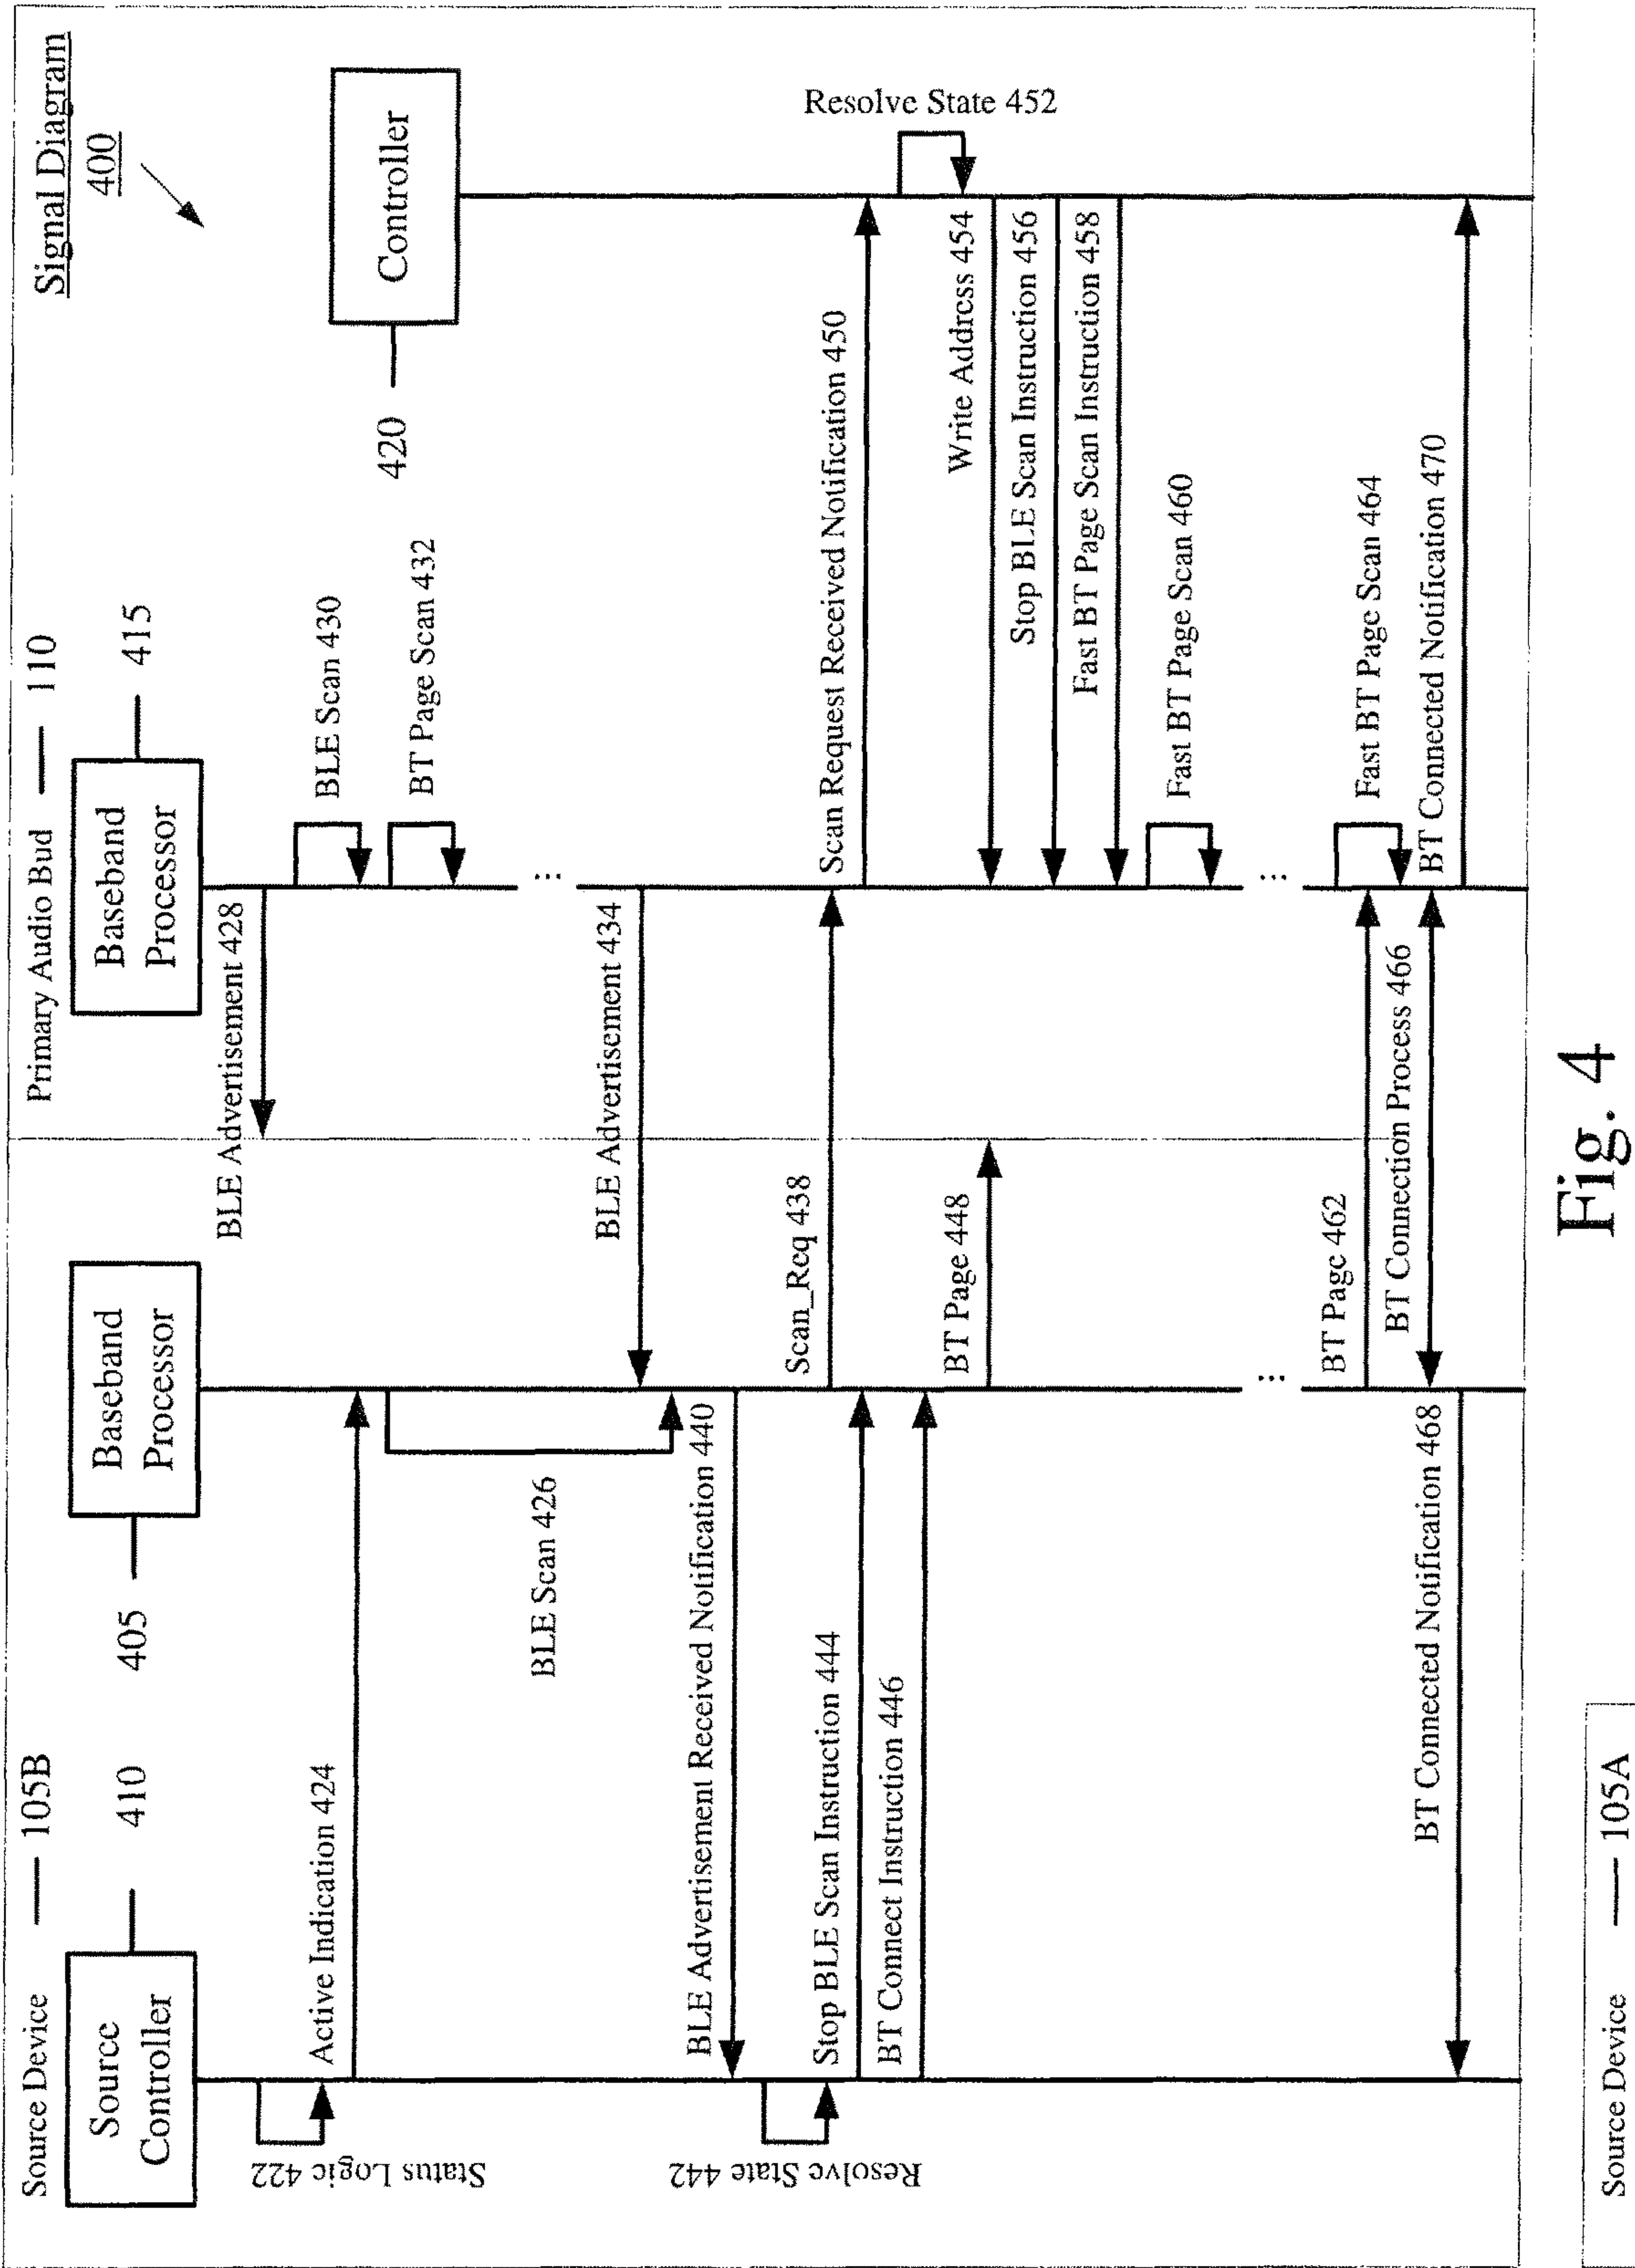 Signal Diagram
400
Source Device — 105B
410
405
Primary Audio Bud — 110
415
420
Source
Controller
Baseband
Processor
Baseband
Processor
Controller
Status Logic 422
Active Indication 424
BLE Scan 426
BLE Advertisement 428
BLE Scan 430
BT Page Scan 432
BLE Advertisement 434
Scan_Req 438
BLE Advertisement Received Notification 440
Resolve State 442
Stop BLE Scan Instruction 444
BT Connect Instruction 446
BT Page 448
Scan Request Received Notification 450
Resolve State 452
Write Address 454
Stop BLE Scan Instruction 456
Fast BT Page Scan Instruction 458
Fast BT Page Scan 460
...
...
...
BT Page 462
Fast BT Page Scan 464
BT Connection Process 466
BT Connected Notification 468
BT Connected Notification 470
Source Device — 105A
Fig. 4